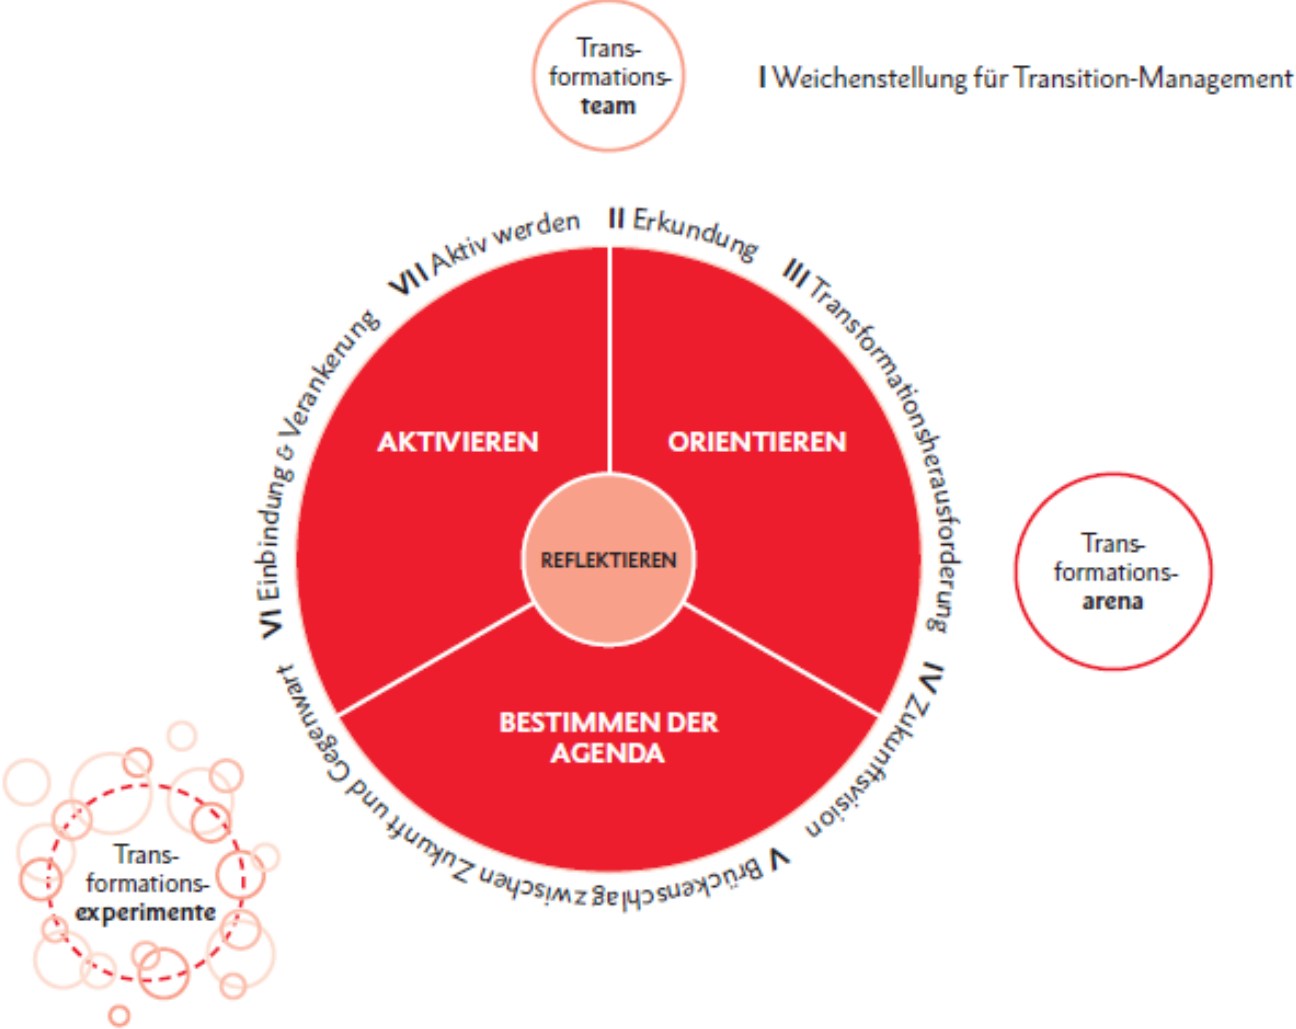 Trans-
formations-
team
I Weichenstellung für Transition-Management
II Erkundung
III Transformationsherausforderung
IV Zukunftsvision
V Brückenschlag zwischen Zukunft und Gegenwart
VI Einbindung & Verankerung
VII Aktiv werden
AKTIVIEREN
ORIENTIEREN
REFLEKTIEREN
BESTIMMEN DER
AGENDA
Trans-
formations-
arena
Trans-
formations-
experimente